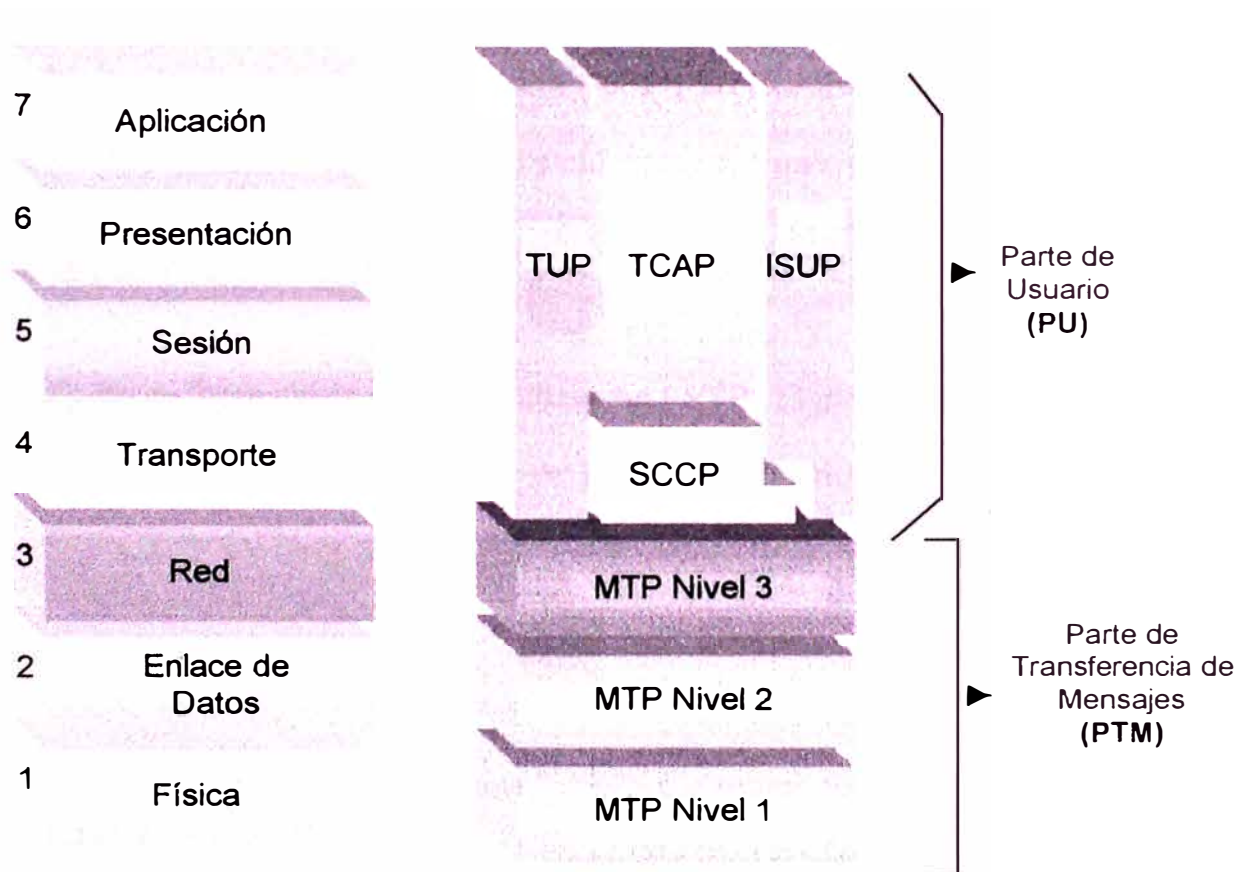 7
Aplicación
6
Presentación
5
Sesión
4
Transporte
3
Red
2
Enlace de
Datos
1
Física
TUP TCAP ISUP
SCCP
MTP Nivel 3
MTP Nivel 2
MTP Nivel 1
Parte de
Usuario
(PU)
Parte de
Transferencia de
Mensajes
(PTM)